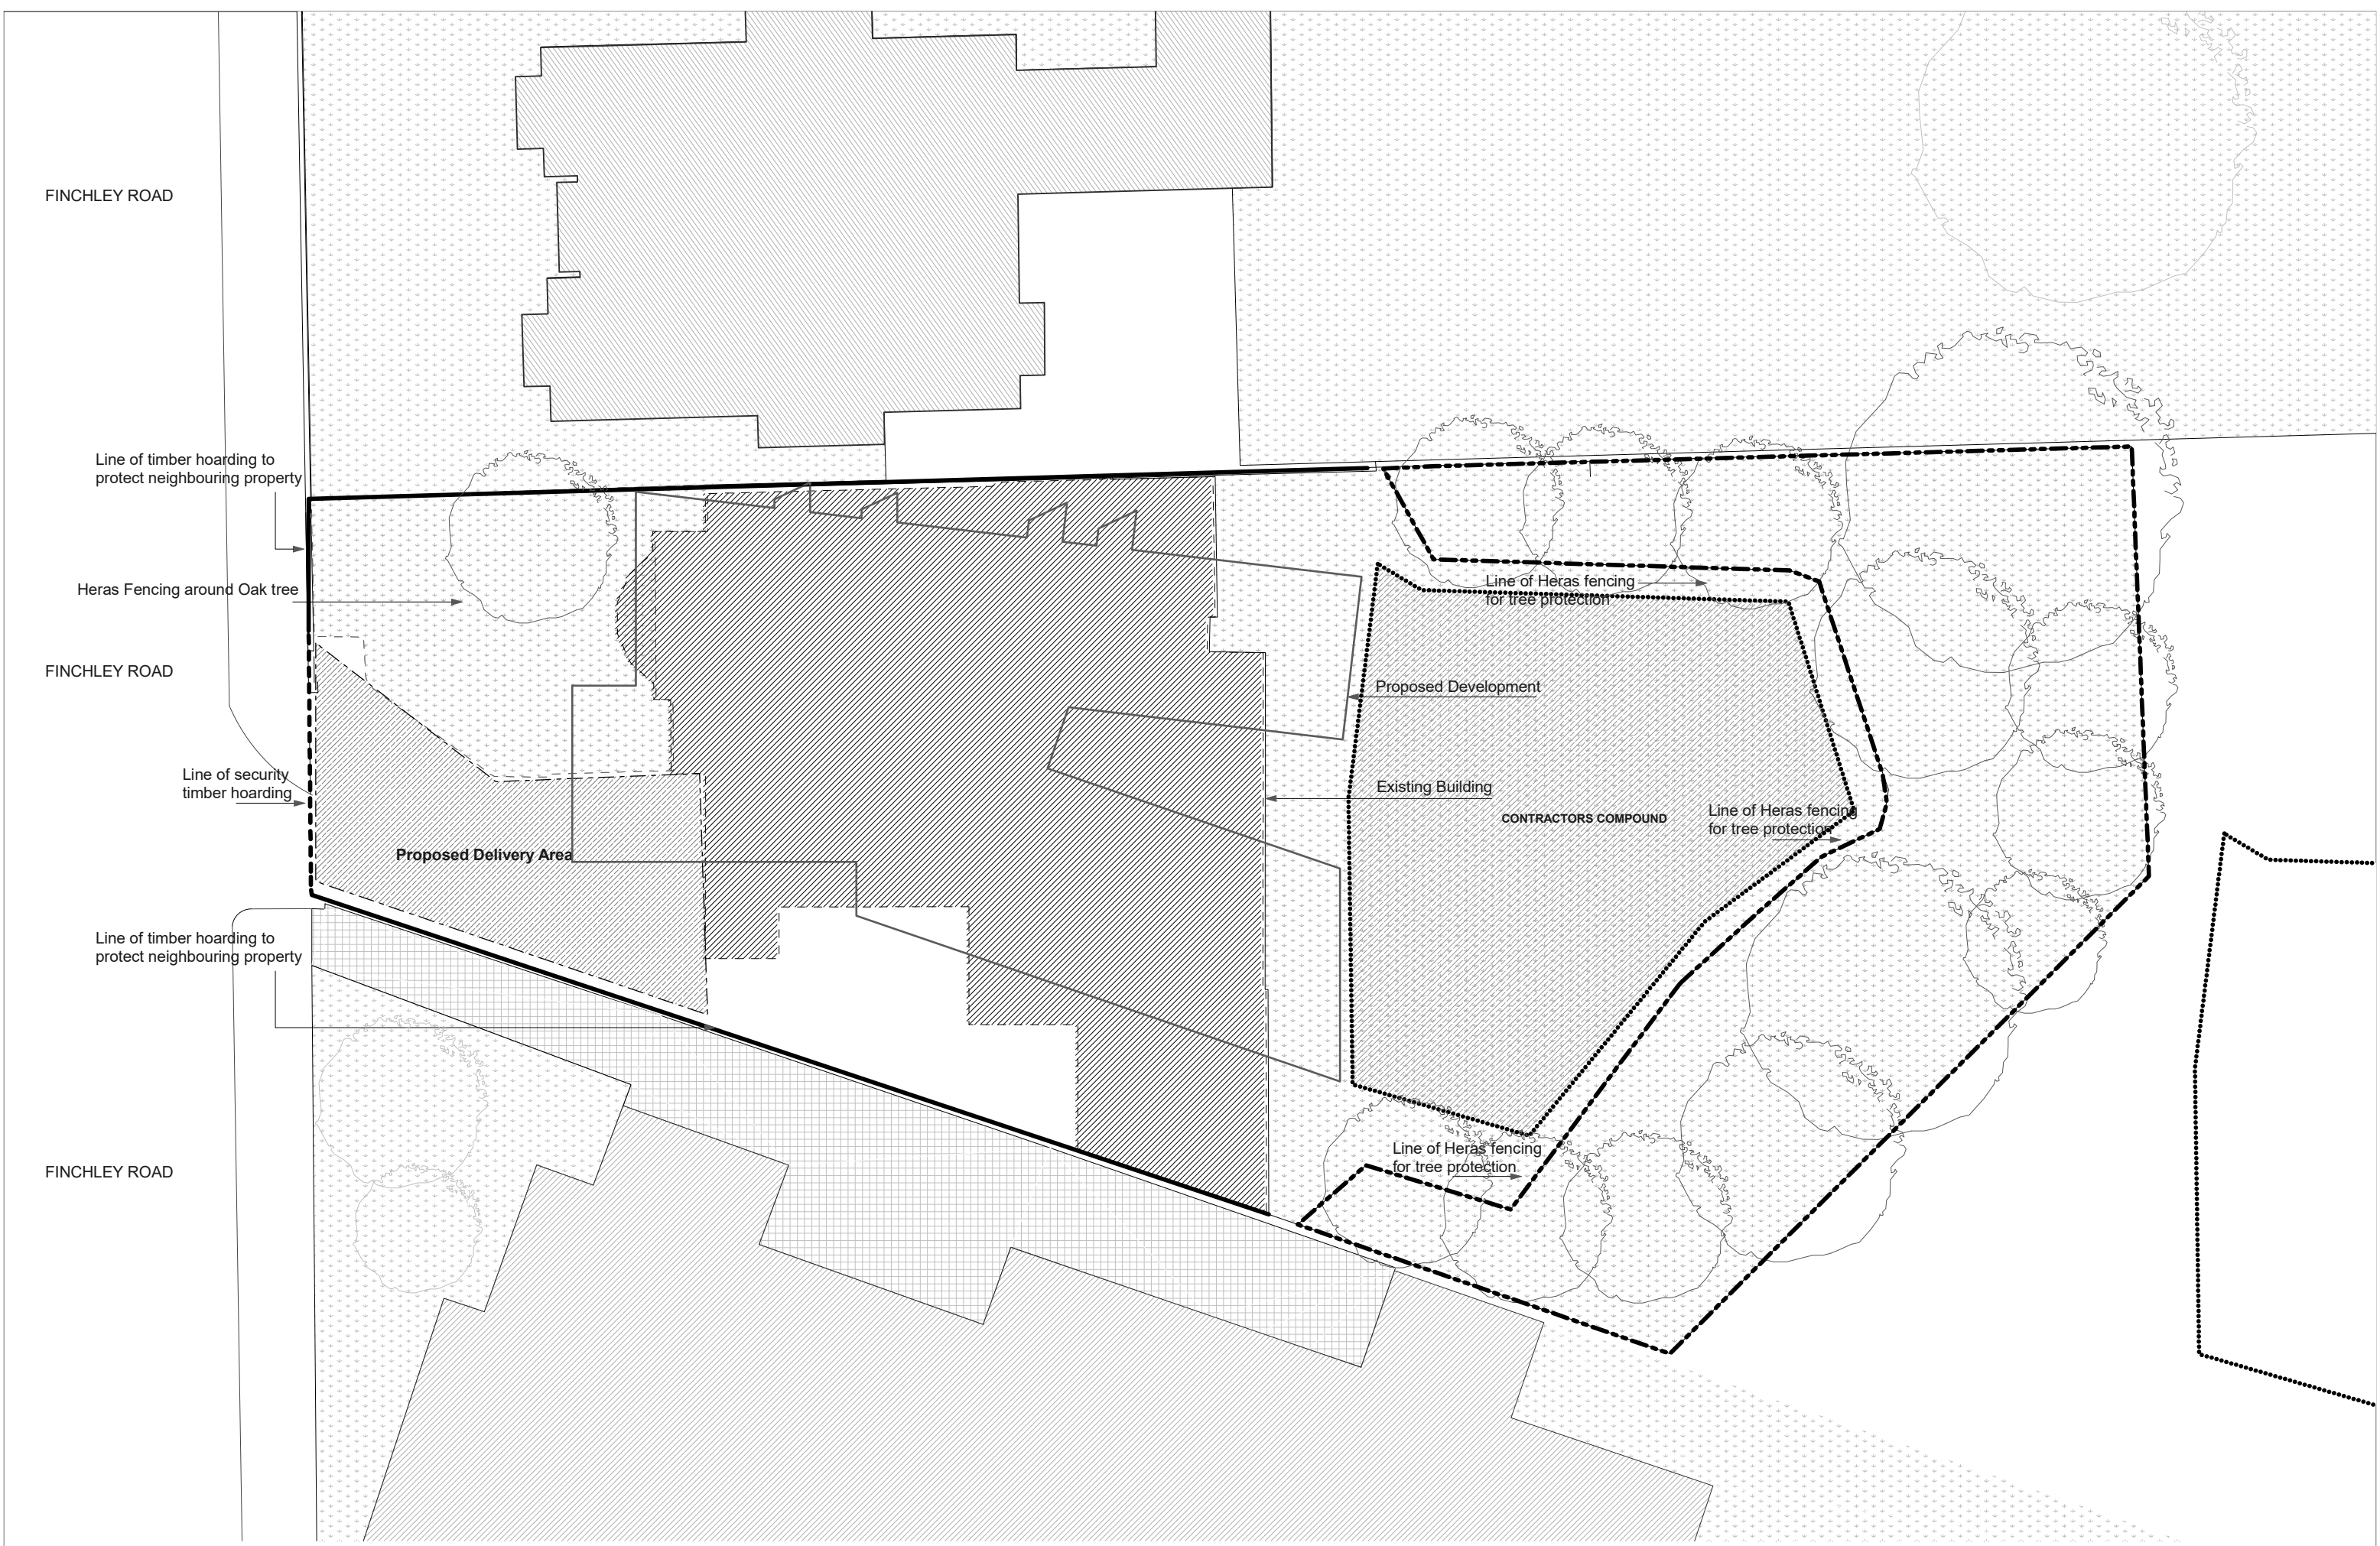 FINCHLEY ROAD
Line of timber hoarding to
protect neighbouring property
Heras Fencing around Oak tree
Line of Heras fencing
for tree protection
FINCHLEY ROAD
Proposed Development
Line of security
timber hoarding
Existing Building
CONTRACTORS COMPOUND
Line of Heras fencing
for tree protection
Proposed Delivery Area
Line of timber hoarding to
protect neighbouring property
Line of Heras fencing
for tree protection
FINCHLEY ROAD